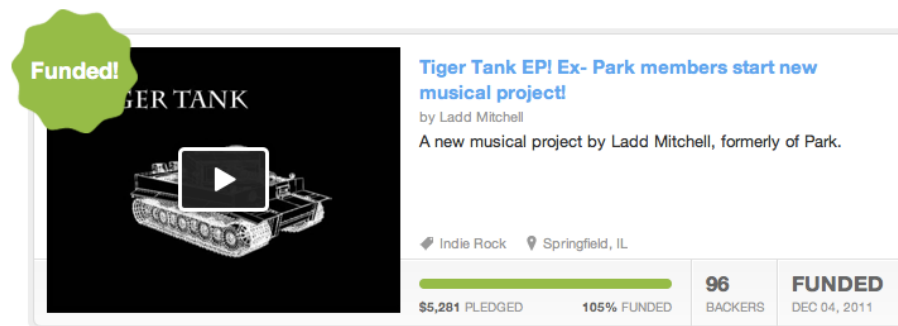 Funded!
GER TANK
Tiger Tank EP! Ex- Park members start new
musical project!
by Ladd Mitchell
A new musical project by Ladd Mitchell, formerly of Park.
Indie Rock Springfield, IL
$5,281 PLEDGED 105% FUNDED
96
BACKERS
FUNDED
DEC 04, 2011